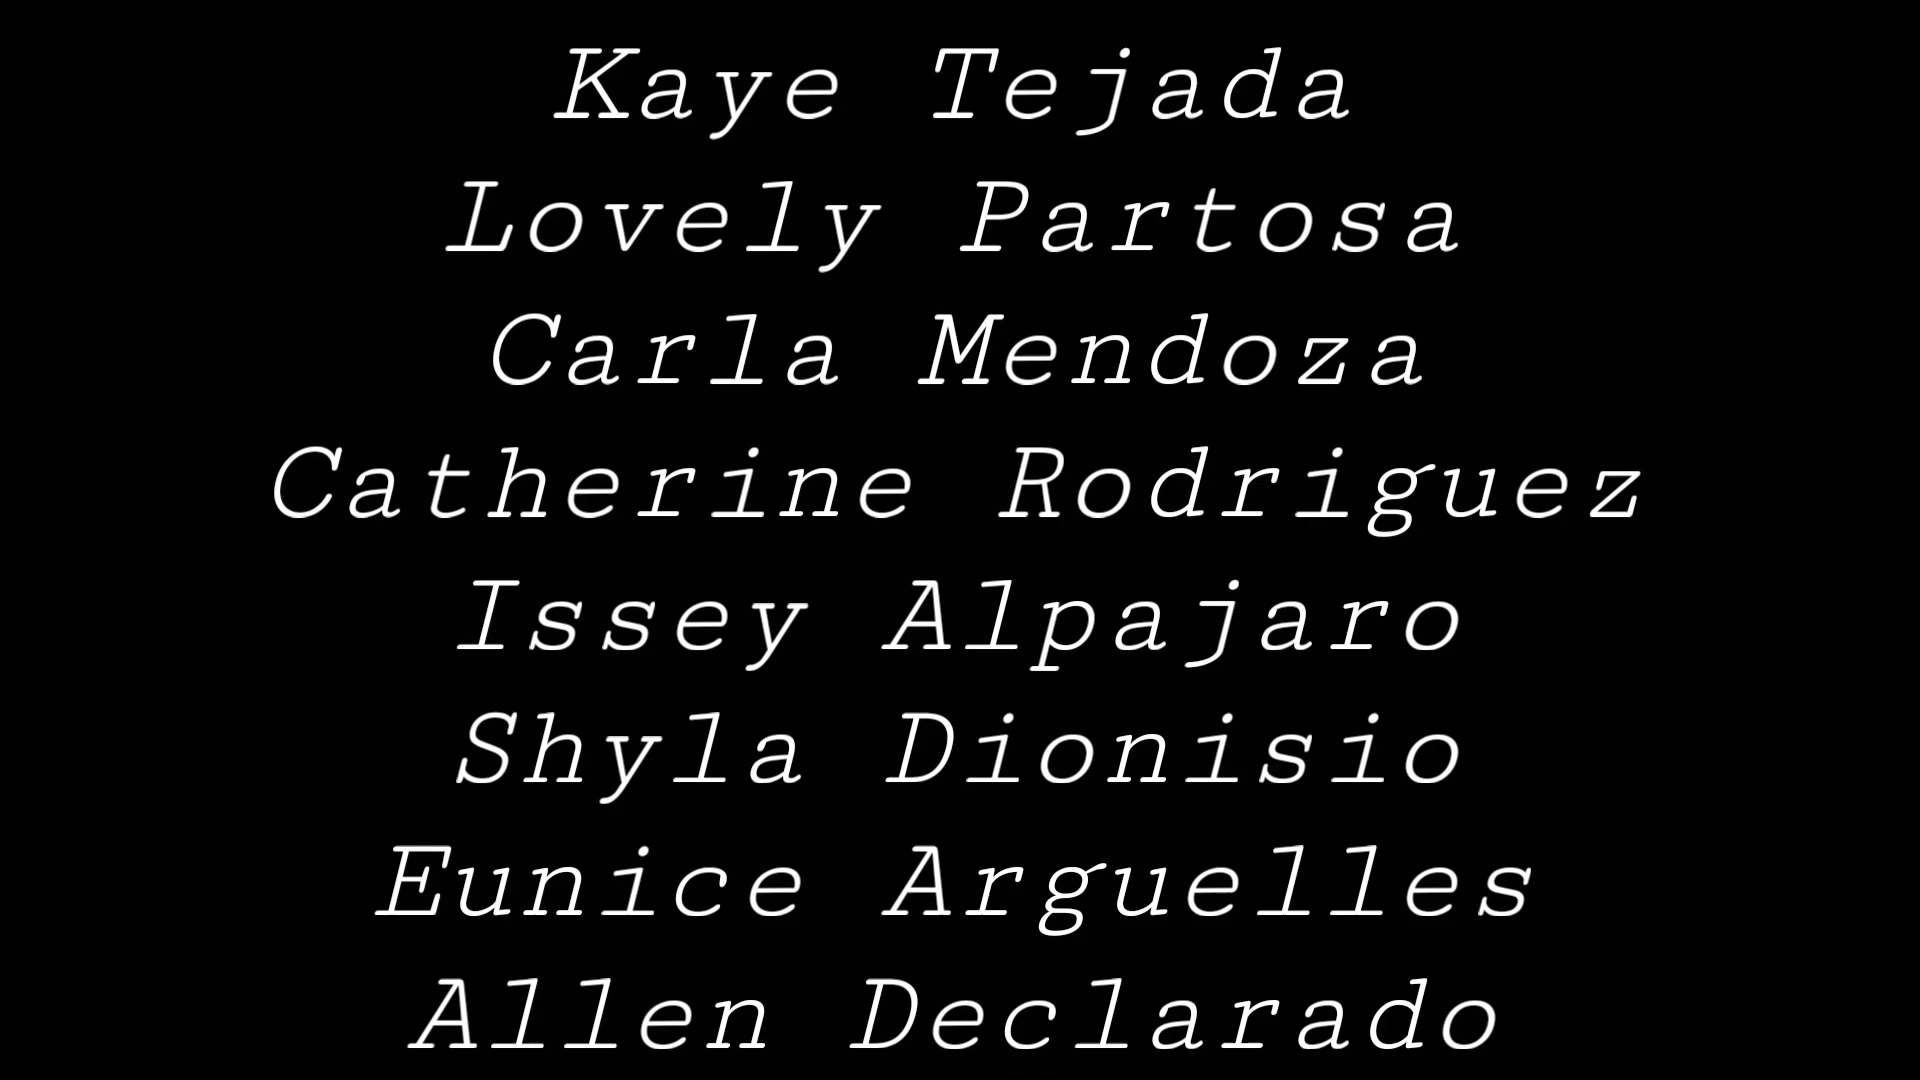 Kaye Tejada
Lovely Partosa
Carla Mendoza
Catherine Rodriguez
Issey Alpajaro
Shyla Dionisio
Eunice Arguelles
Allen Declarado